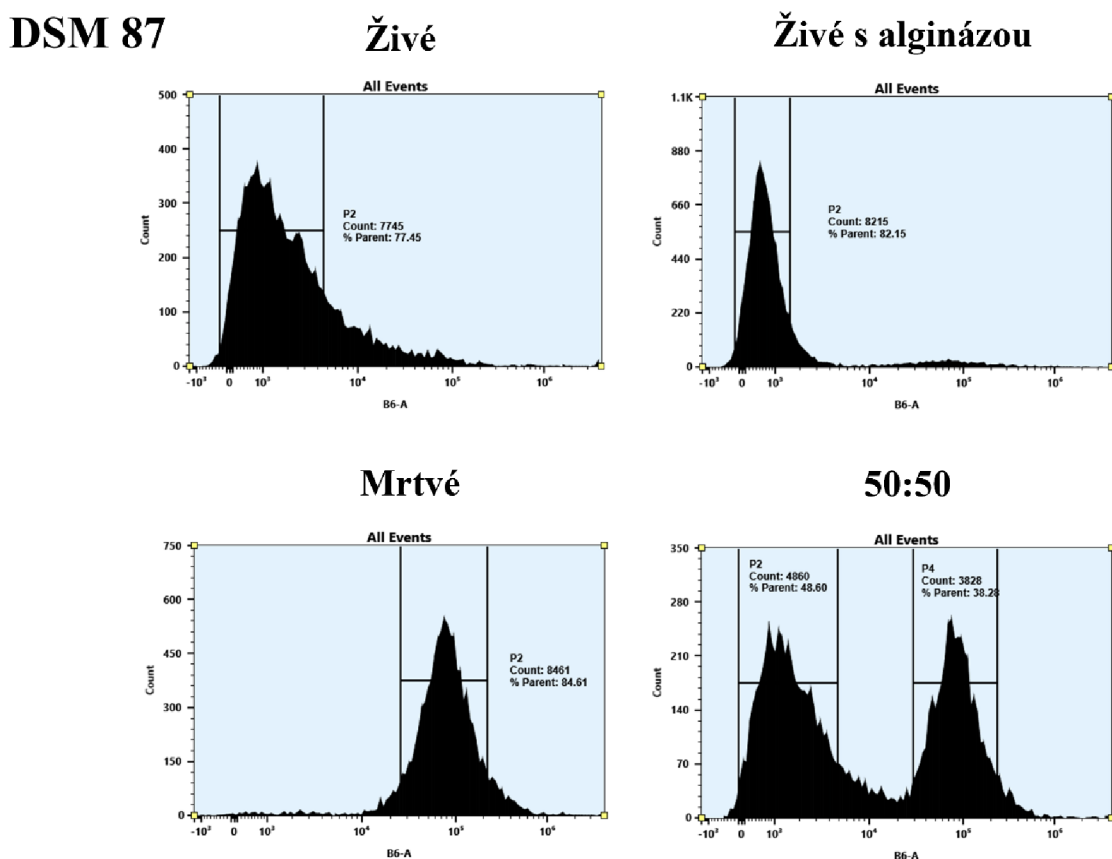 DSM 87
Živé
All Events
500
400
300
200
100
0
Count
P2
Count: 7745
% Parent: 77.45
-10³ 0 10³ 10⁴ 10⁵ 10⁶
B6-A
Živé s alginázou
All Events
1.1K
880
660
440
220
0
Count
P2
Count: 8215
% Parent: 82.15
-10³ 0 10³ 10⁴ 10⁵ 10⁶
B6-A
Mrtvé
All Events
750
600
450
300
150
0
Count
P2
Count: 8461
% Parent: 84.61
-10³ 0 10³ 10⁴ 10⁵ 10⁶
B6-A
50:50
All Events
350
280
210
140
70
0
Count
P2
Count: 4860
% Parent: 48.60
P4
Count: 3828
% Parent: 38.28
-10³ 0 10³ 10⁴ 10⁵ 10⁶
B6-A